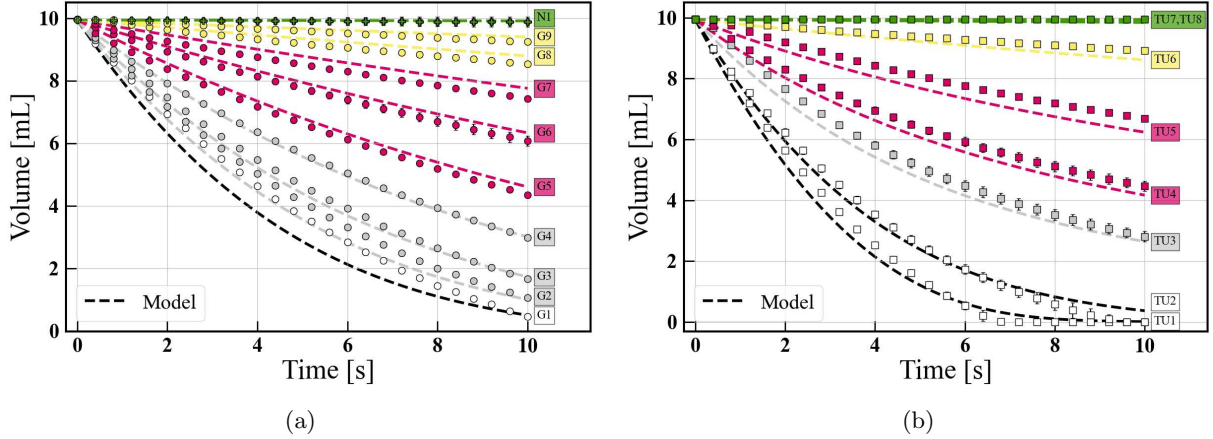 10
8
6
4
2
0
Volume [mL]
N1
G9
G8
G7
G6
G5
G4
G3
G2
G1
Model
0 2 4 6 8 10
Time [s]
(a)
10
8
6
4
2
0
Volume [mL]
TU7,TU8
TU6
TU5
TU4
TU3
TU2
TU1
Model
0 2 4 6 8 10
Time [s]
(b)